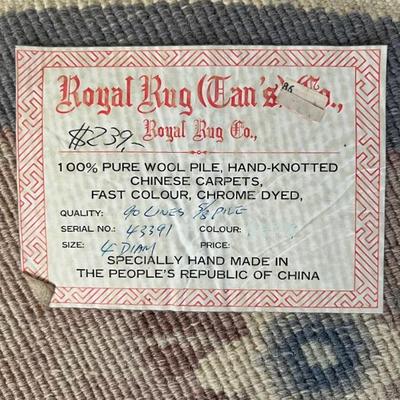 Royal Rug (Tan's) Co.,
$239.-
Royal Rug Co.,
100% PURE WOOL PILE, HAND-KNOTTED
CHINESE CARPETS,
FAST COLOUR, CHROME DYED,
QUALITY: 90 LINES 5/8 PILE
SERIAL NO.: 43391 COLOUR:
SIZE: 4' DIAM PRICE:
SPECIALLY HAND MADE IN
THE PEOPLE'S REPUBLIC OF CHINA